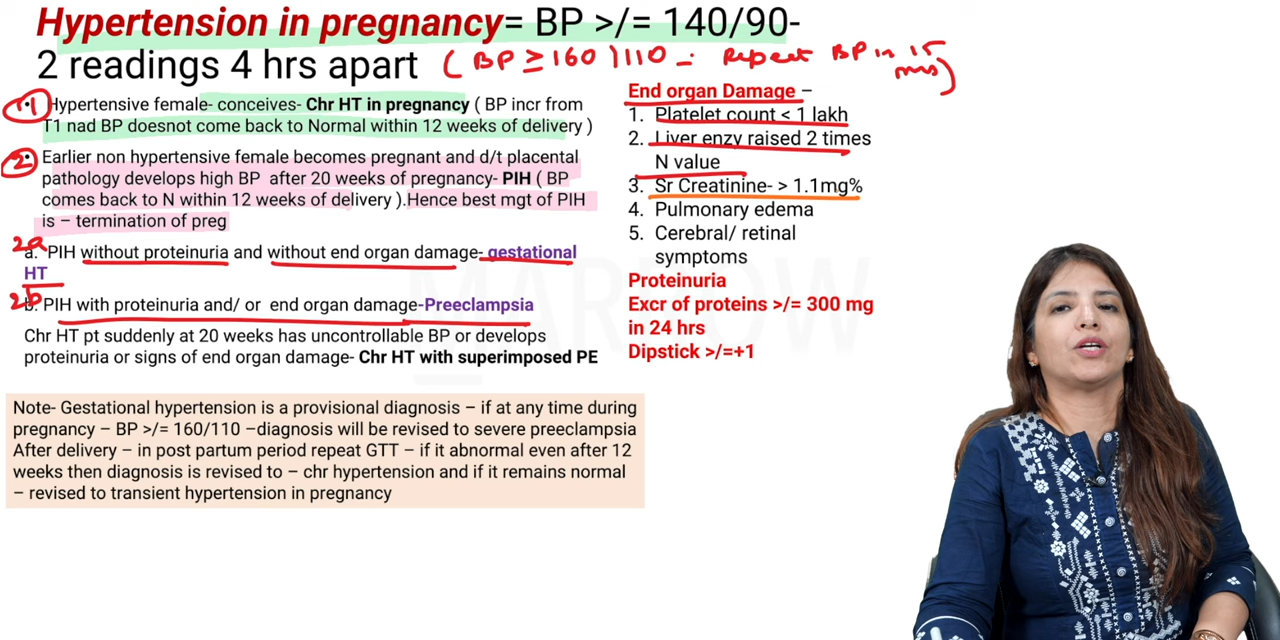 Hypertension in pregnancy= BP >/= 140/90-
2 readings 4 hrs apart ( BP ≥ 160/110 - Repeat BP in 15
mns)
1 Hypertensive female- conceives- Chr HT in pregnancy ( BP incr from
T1 nad BP doesnot come back to Normal within 12 weeks of delivery )
2 Earlier non hypertensive female becomes pregnant and d/t placental
pathology develops high BP after 20 weeks of pregnancy- PIH ( BP
comes back to N within 12 weeks of delivery ).Hence best mgt of PIH
is – termination of preg
2a
a. PIH without proteinuria and without end organ damage- gestational
HT
2b
b. PIH with proteinuria and/ or end organ damage-Preeclampsia
Chr HT pt suddenly at 20 weeks has uncontrollable BP or develops
proteinuria or signs of end organ damage- Chr HT with superimposed PE
End organ Damage –
1. Platelet count < 1 lakh
2. Liver enzy raised 2 times
N value
3. Sr Creatinine- > 1.1mg%
4. Pulmonary edema
5. Cerebral/ retinal
symptoms
Proteinuria
Excr of proteins >/= 300 mg
in 24 hrs
Dipstick >/=+1
Note- Gestational hypertension is a provisional diagnosis – if at any time during
pregnancy – BP >/= 160/110 –diagnosis will be revised to severe preeclampsia
After delivery – in post partum period repeat GTT – if it abnormal even after 12
weeks then diagnosis is revised to – chr hypertension and if it remains normal
– revised to transient hypertension in pregnancy
MARROW